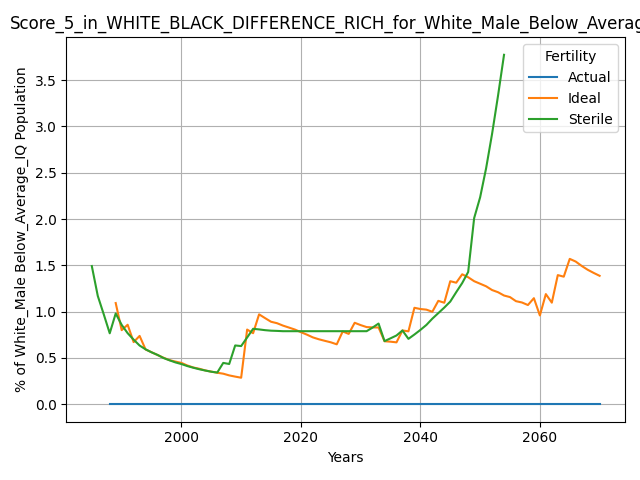 Score_5_in_WHITE_BLACK_DIFFERENCE_RICH_for_White_Male_Below_Averag
Fertility
Actual
Ideal
Sterile
% of White_Male Below_Average_IQ Population
3.5
3.0
2.5
2.0
1.5
1.0
0.5
0.0
2000 2020 2040 2060
Years